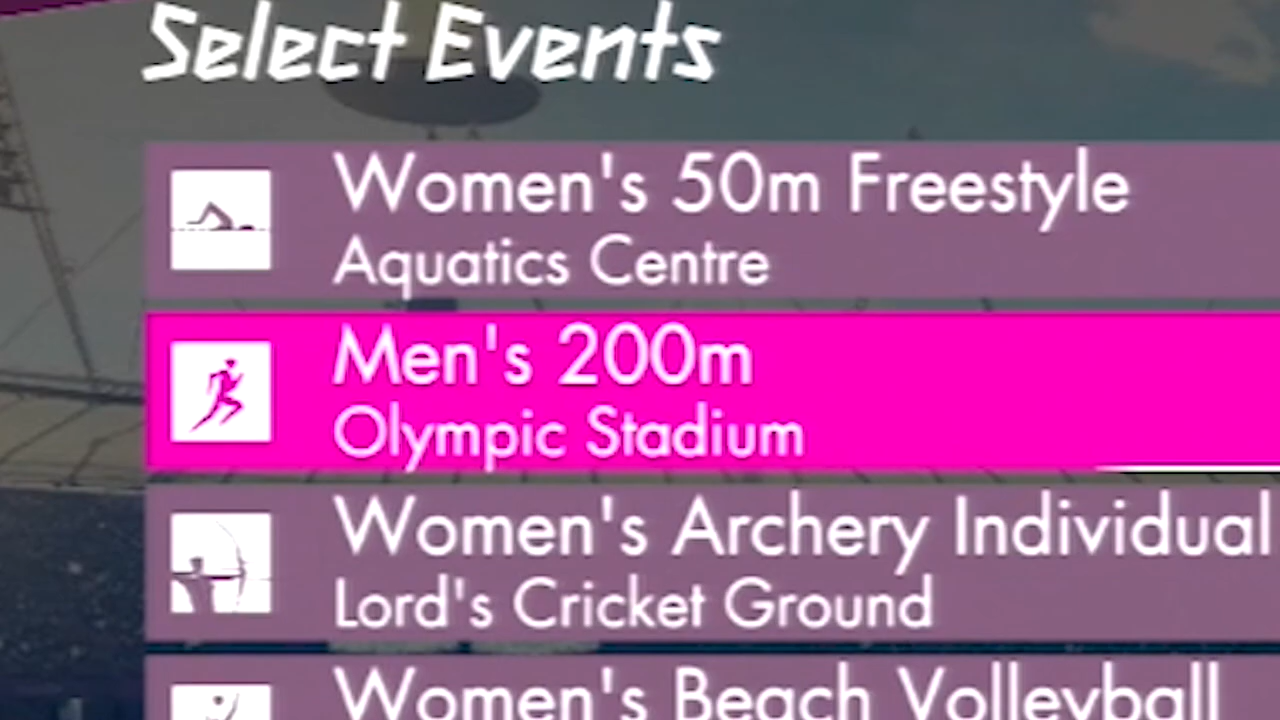 Select Events
Women's 50m Freestyle
Aquatics Centre
Men's 200m
Olympic Stadium
Women's Archery Individual
Lord's Cricket Ground
Women's Beach Volleyball